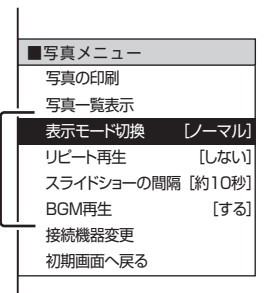 ■写真メニュー
写真の印刷
写真一覧表示
表示モード切換 [ノーマル]
リピート再生 [しない]
スライドショーの間隔 [約10秒]
BGM再生 [する]
接続機器変更
初期画面へ戻る